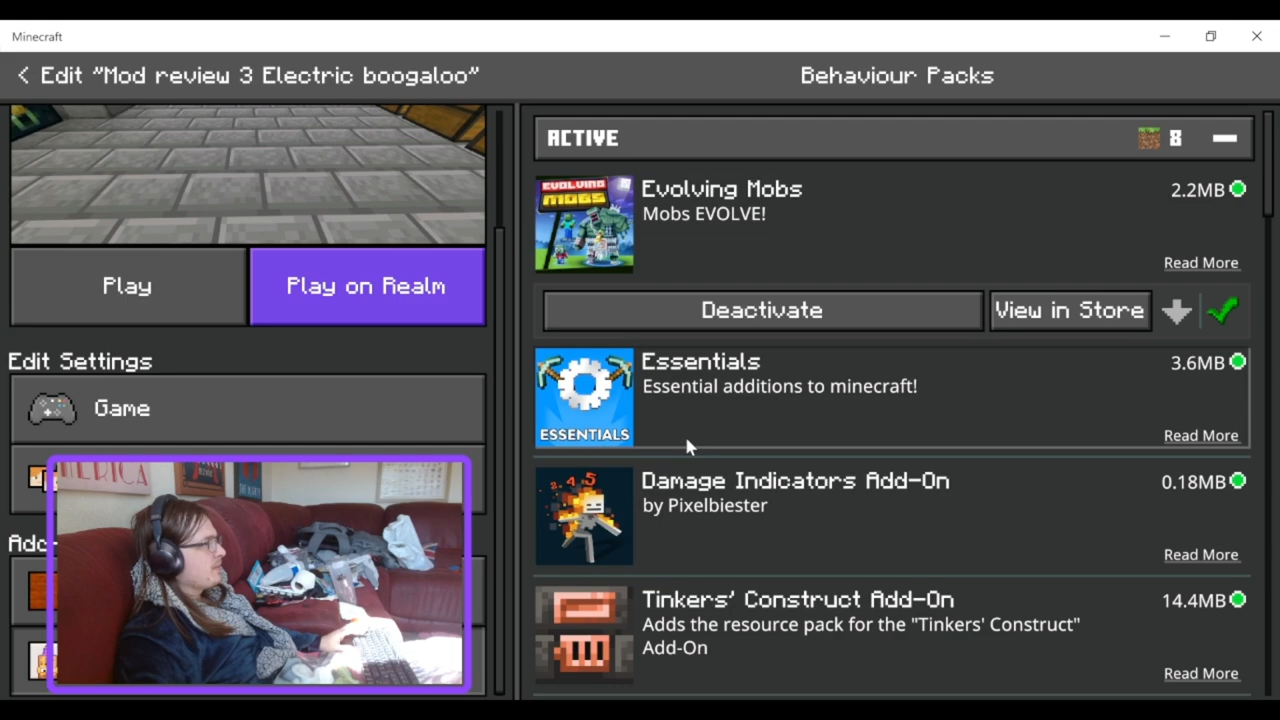 Minecraft
Edit "Mod review 3 Electric boogaloo"
Behaviour Packs
ACTIVE
8
EVOLVING
MOBS
Evolving Mobs
2.2MB
Mobs EVOLVE!
Read More
Play
Play on Realm
Deactivate
View in Store
Edit Settings
Essentials
3.6MB
Essential additions to minecraft!
Game
ESSENTIALS
Read More
Damage Indicators Add-On
0.18MB
by Pixelbiester
Read More
Add-
Tinkers' Construct Add-On
14.4MB
Adds the resource pack for the "Tinkers' Construct"
Add-On
Read More